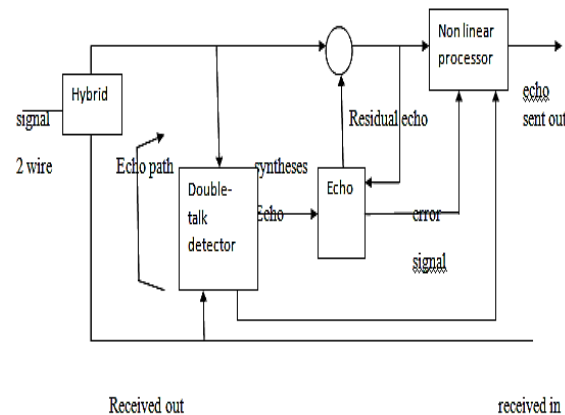 Non linear
processor
Hybrid
echo
signal
Residual echo
sent out
2 wire
Echo path
syntheses
Double-
talk
detector
Echo
Echo
error
signal
Received out
received in